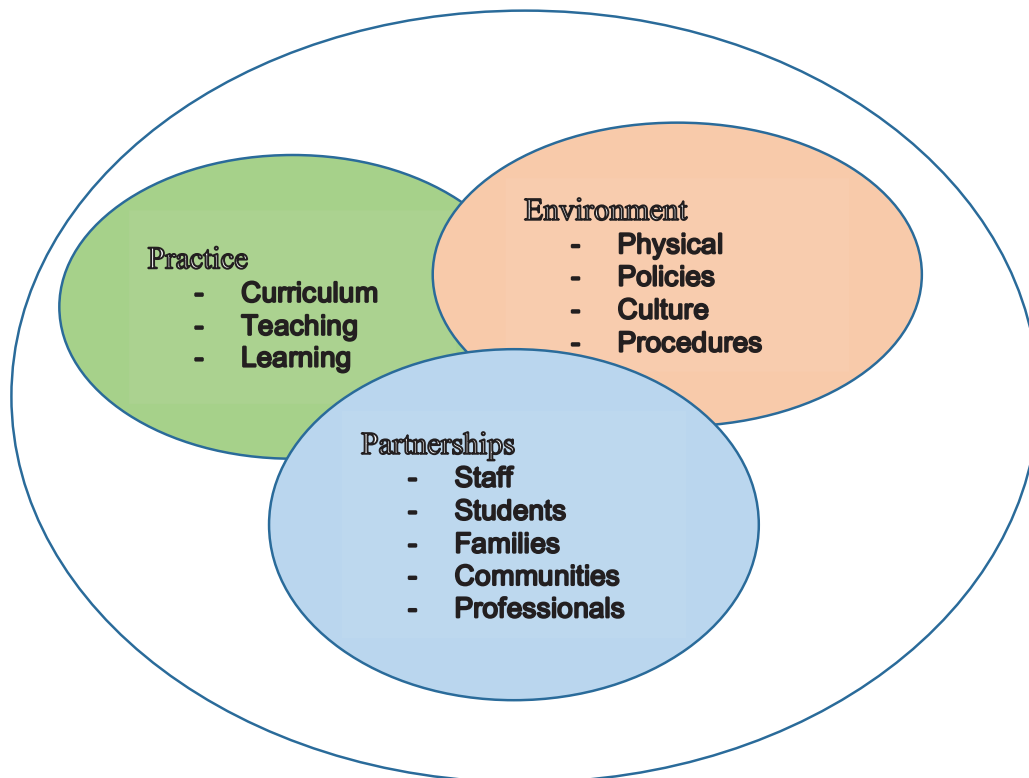 Practice
- Curriculum
- Teaching
- Learning
Environment
- Physical
- Policies
- Culture
- Procedures
Partnerships
- Staff
- Students
- Families
- Communities
- Professionals